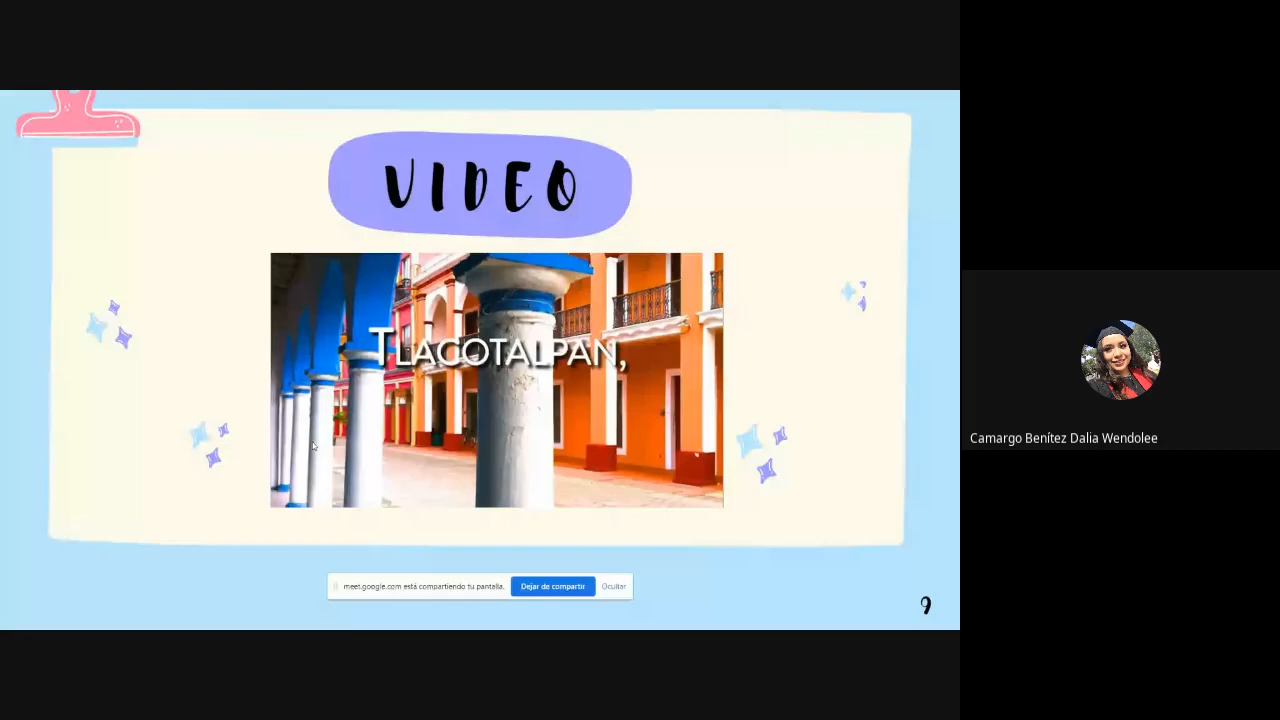 VIDEO
TLACOTALPAN,
meet.google.com está compartiendo tu pantalla. Dejar de compartir Ocultar
9
Camargo Benítez Dalia Wendolee